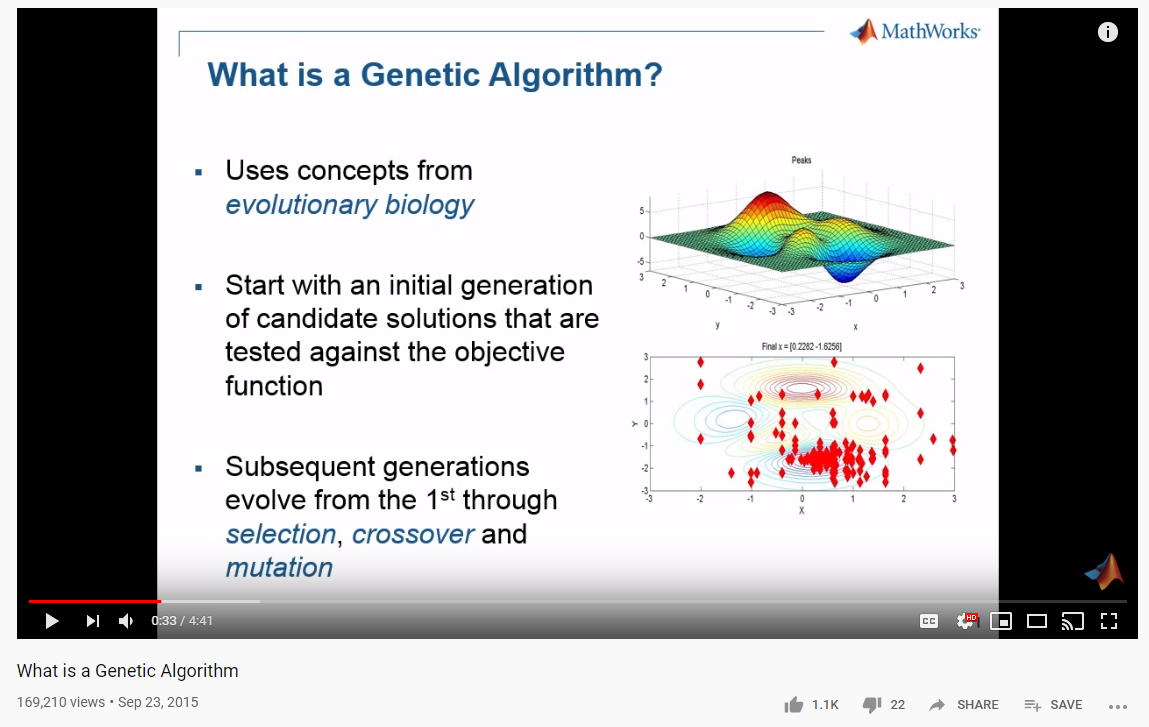 MathWorks
What is a Genetic Algorithm?
▪ Uses concepts from
evolutionary biology
▪ Start with an initial generation
of candidate solutions that are
tested against the objective
function
▪ Subsequent generations
evolve from the 1st through
selection, crossover and
mutation
Peaks
5
0
-5
3
2
1
0
-1
-2
-3
-3
-2
-1
0
1
2
3
y
x
Final x = [0.2282 -1.6256]
3
2
1
0
-1
-2
-3
Y
-3 -2 -1 0 1 2 3
X
0:33 / 4:41
CC
HD
What is a Genetic Algorithm
169,210 views • Sep 23, 2015
1.1K 22 SHARE SAVE